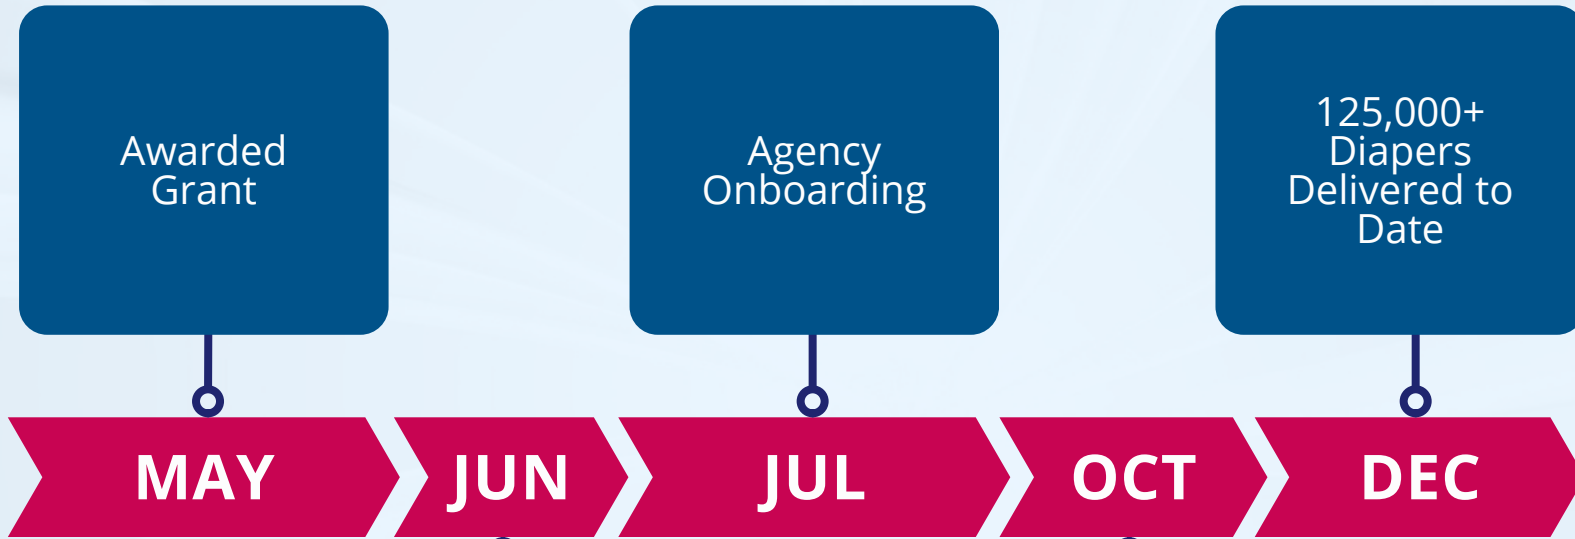 Awarded
Grant
Agency
Onboarding
125,000+
Diapers
Delivered to
Date
MAY
JUN
JUL
OCT
DEC